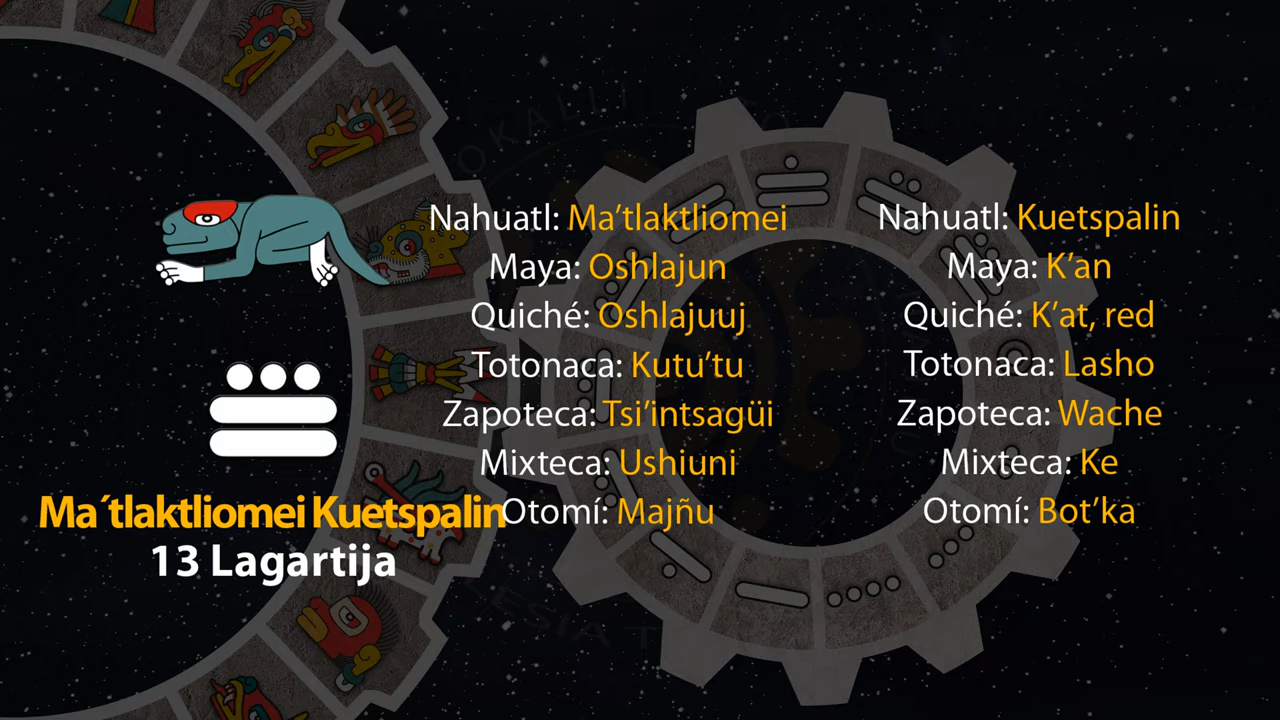 Nahuatl: Ma’tlaktliomei
Maya: Oshlajun
Quiché: Oshlajuuj
Totonaca: Kutu’tu
Zapoteca: Tsi’intsagüi
Mixteca: Ushiuni
Otomí: Majñu
Nahuatl: Kuetspalin
Maya: K’an
Quiché: K’at, red
Totonaca: Lasho
Zapoteca: Wache
Mixteca: Ke
Otomí: Bot’ka
Ma´tlaktliomei Kuetspalin
13 Lagartija